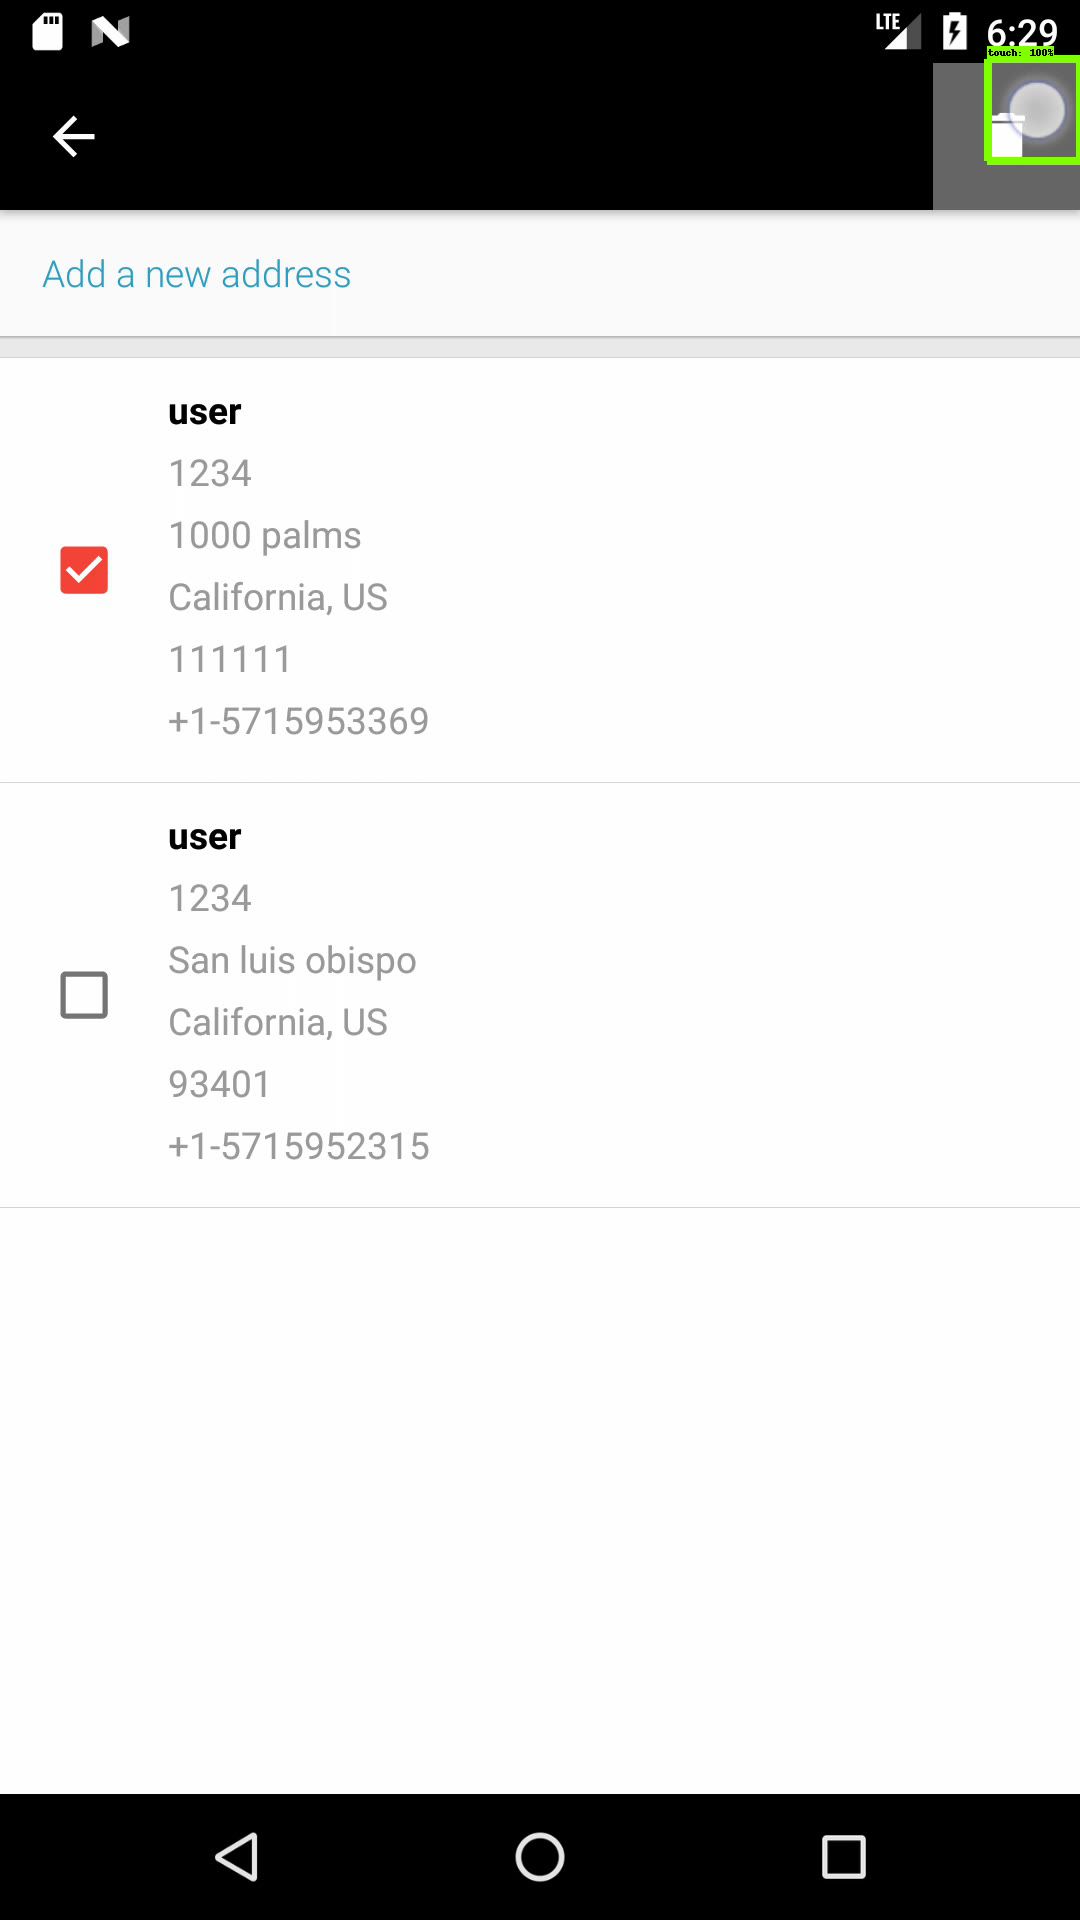 LTE
6:29
touch: 100%
Add a new address
user
1234
1000 palms
California, US
111111
+1-5715953369
user
1234
San luis obispo
California, US
93401
+1-5715952315